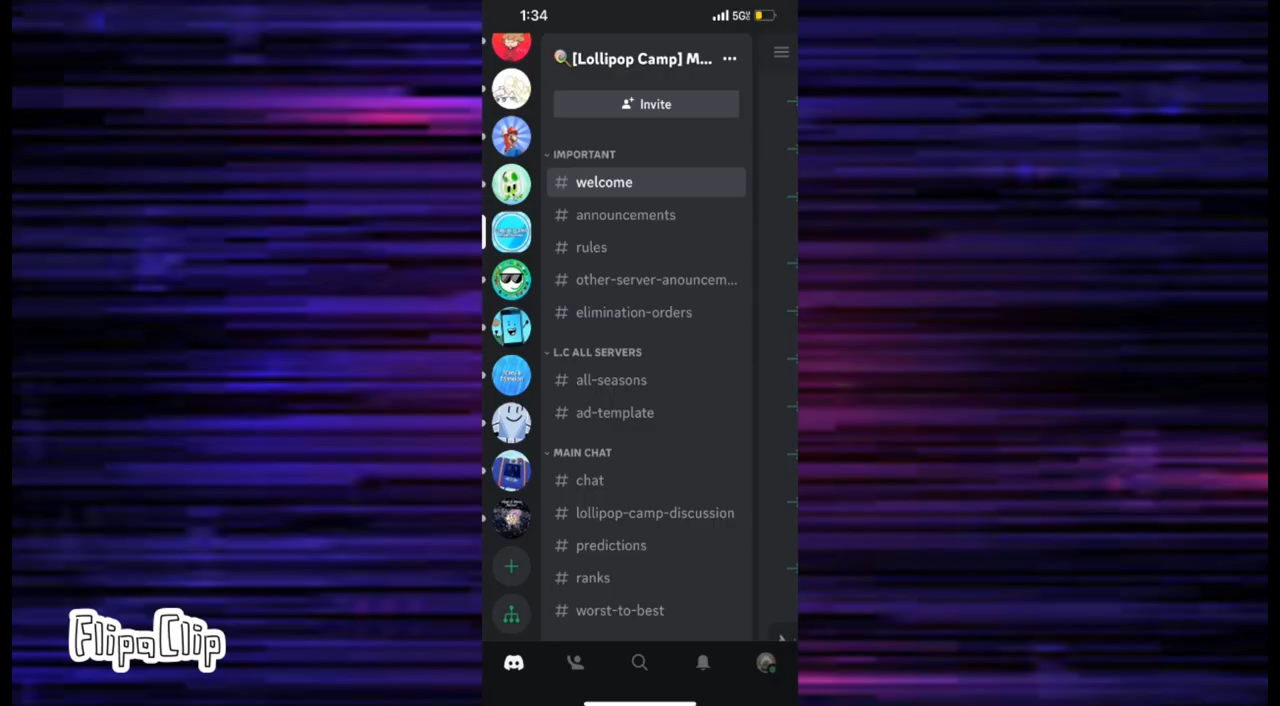 1:34
5G
🍭[Lollipop Camp] M...
Invite
IMPORTANT
# welcome
# announcements
# rules
# other-server-anouncem...
# elimination-orders
L.C ALL SERVERS
# all-seasons
# ad-template
MAIN CHAT
# chat
# lollipop-camp-discussion
# predictions
# ranks
# worst-to-best
FlipaClip